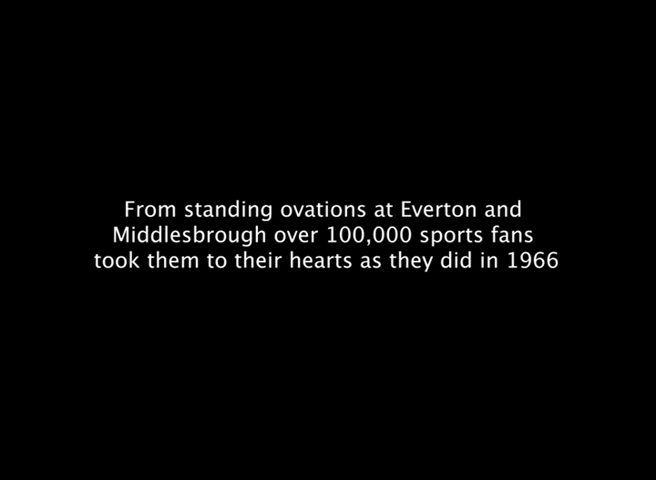 From standing ovations at Everton and
Middlesbrough over 100,000 sports fans
took them to their hearts as they did in 1966